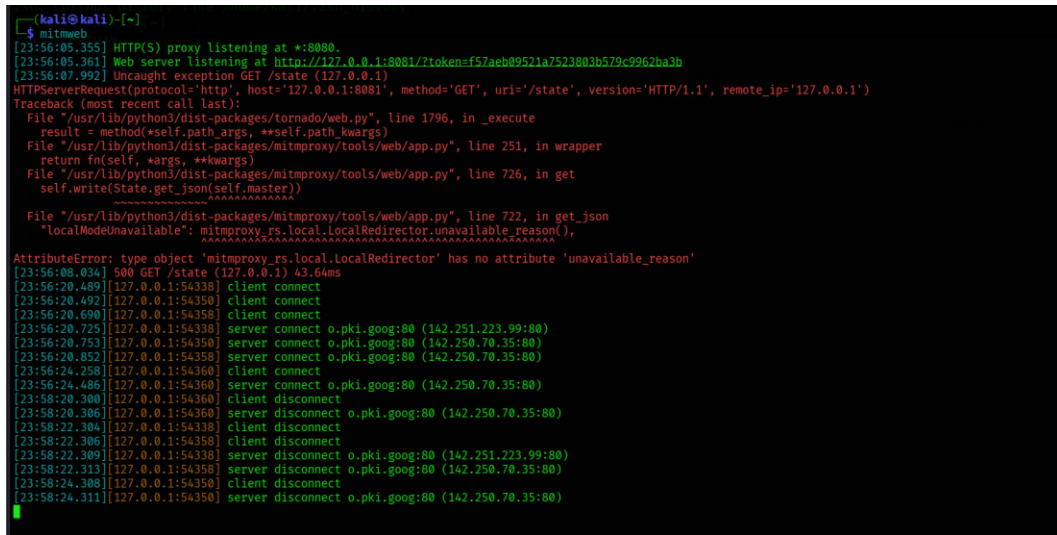 (kali㉿kali)-[~]
$ mitmweb
[23:56:05.355] HTTP(S) proxy listening at *:8080.
[23:56:05.361] Web server listening at http://127.0.0.1:8081/?token=f57aeb09521a7523803b579c9962ba3b
[23:56:07.992] Uncaught exception GET /state (127.0.0.1)
HTTPServerRequest(protocol='http', host='127.0.0.1:8081', method='GET', uri='/state', version='HTTP/1.1', remote_ip='127.0.0.1')
Traceback (most recent call last):
  File "/usr/lib/python3/dist-packages/tornado/web.py", line 1796, in _execute
    result = method(*self.path_args, **self.path_kwargs)
  File "/usr/lib/python3/dist-packages/mitmproxy/tools/web/app.py", line 251, in wrapper
    return fn(self, *args, **kwargs)
  File "/usr/lib/python3/dist-packages/mitmproxy/tools/web/app.py", line 726, in get
    self.write(State.get_json(self.master))
               ~~~~~~~~~~~~~~^^^^^^^^^^^^^
  File "/usr/lib/python3/dist-packages/mitmproxy/tools/web/app.py", line 722, in get_json
    "localModeUnavailable": mitmproxy_rs.local.LocalRedirector.unavailable_reason(),
                            ^^^^^^^^^^^^^^^^^^^^^^^^^^^^^^^^^^^^^^^^^^^^^^^^^^^^^
AttributeError: type object 'mitmproxy_rs.local.LocalRedirector' has no attribute 'unavailable_reason'
[23:56:08.034] 500 GET /state (127.0.0.1) 43.64ms
[23:56:20.489][127.0.0.1:54338] client connect
[23:56:20.492][127.0.0.1:54350] client connect
[23:56:20.690][127.0.0.1:54358] client connect
[23:56:20.725][127.0.0.1:54338] server connect o.pki.goog:80 (142.251.223.99:80)
[23:56:20.753][127.0.0.1:54350] server connect o.pki.goog:80 (142.250.70.35:80)
[23:56:20.852][127.0.0.1:54358] server connect o.pki.goog:80 (142.250.70.35:80)
[23:56:24.258][127.0.0.1:54360] client connect
[23:56:24.486][127.0.0.1:54360] server connect o.pki.goog:80 (142.250.70.35:80)
[23:58:20.300][127.0.0.1:54360] client disconnect
[23:58:20.306][127.0.0.1:54360] server disconnect o.pki.goog:80 (142.250.70.35:80)
[23:58:22.304][127.0.0.1:54338] client disconnect
[23:58:22.306][127.0.0.1:54358] client disconnect
[23:58:22.309][127.0.0.1:54338] server disconnect o.pki.goog:80 (142.251.223.99:80)
[23:58:22.313][127.0.0.1:54358] server disconnect o.pki.goog:80 (142.250.70.35:80)
[23:58:24.308][127.0.0.1:54350] client disconnect
[23:58:24.311][127.0.0.1:54350] server disconnect o.pki.goog:80 (142.250.70.35:80)